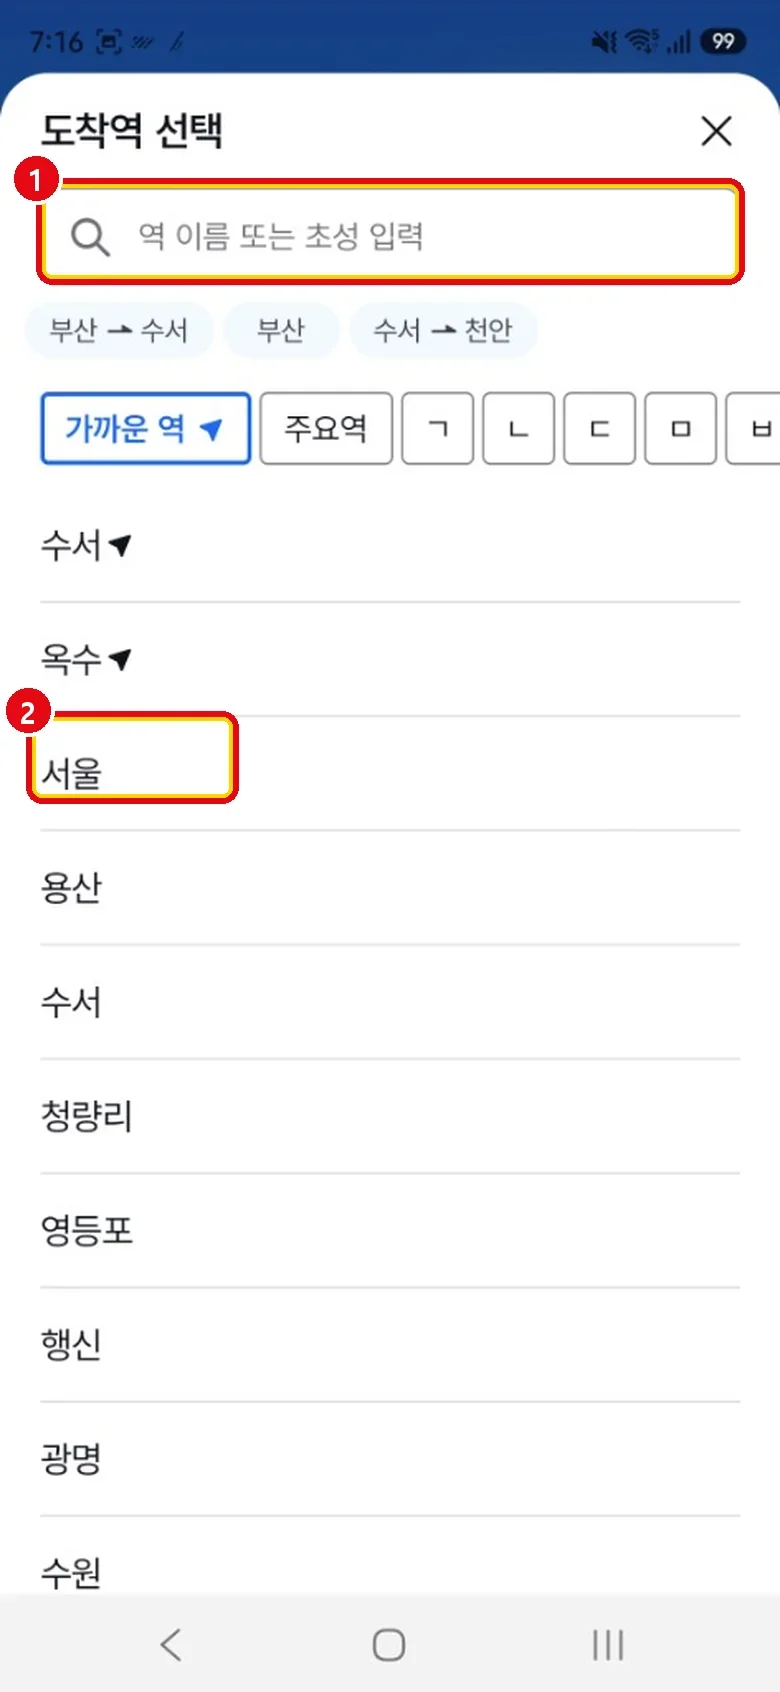 7:16 99
도착역 선택
1
역 이름 또는 초성 입력
부산 → 수서 부산 수서 → 천안
가까운 역 주요역 ㄱ ㄴ ㄷ ㅁ ㅂ
수서
옥수
2
서울
용산
수서
청량리
영등포
행신
광명
수원